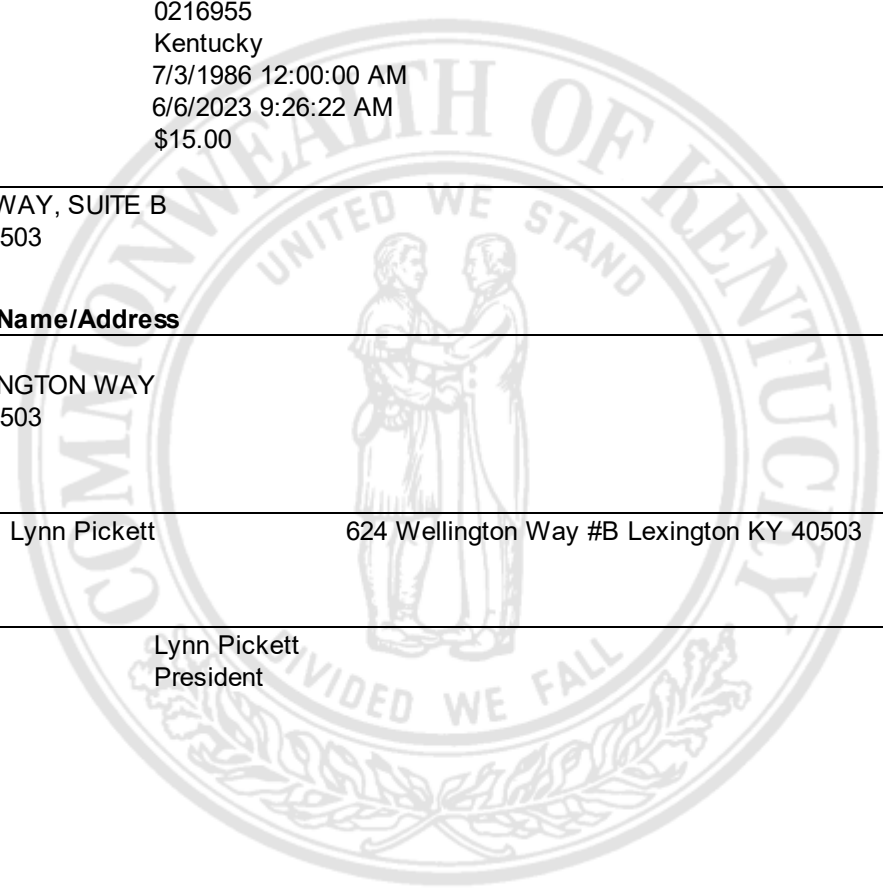 0216955
Kentucky
7/3/1986 12:00:00 AM
6/6/2023 9:26:22 AM
$15.00
WAY, SUITE B
503
Name/Address
NGTON WAY
503
Lynn Pickett 624 Wellington Way #B Lexington KY 40503
Lynn Pickett
President
COMMONWEALTH OF KENTUCKY
UNITED WE STAND
DIVIDED WE FALL